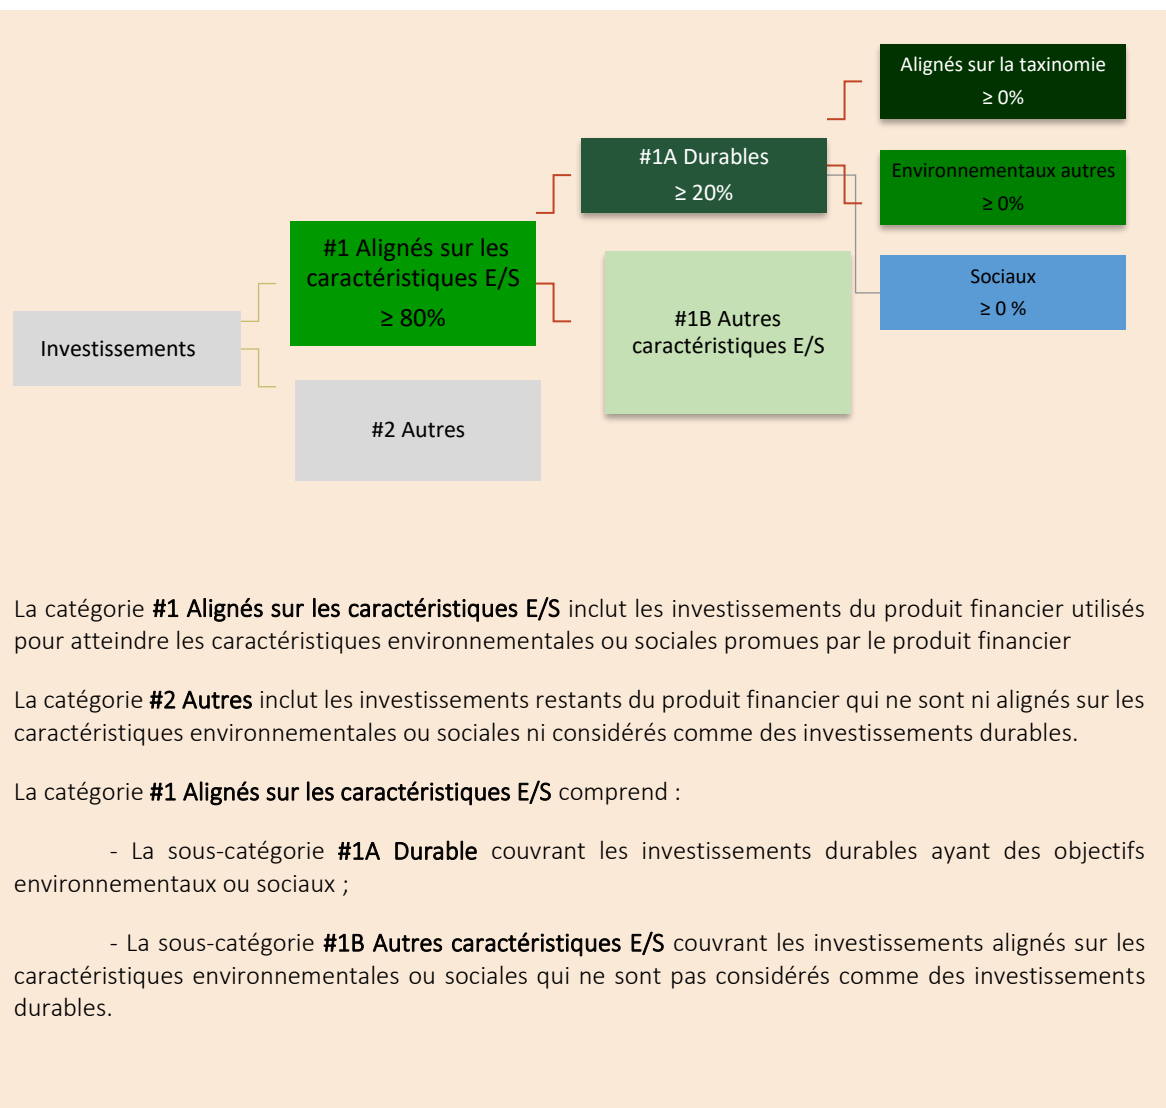 Alignés sur la taxinomie
≥ 0%
#1A Durables
≥ 20%
Environnementaux autres
≥ 0%
#1 Alignés sur les
caractéristiques E/S
≥ 80%
Sociaux
≥ 0 %
#1B Autres
caractéristiques E/S
Investissements
#2 Autres
La catégorie #1 Alignés sur les caractéristiques E/S inclut les investissements du produit financier utilisés
pour atteindre les caractéristiques environnementales ou sociales promues par le produit financier
La catégorie #2 Autres inclut les investissements restants du produit financier qui ne sont ni alignés sur les
caractéristiques environnementales ou sociales ni considérés comme des investissements durables.
La catégorie #1 Alignés sur les caractéristiques E/S comprend :
- La sous-catégorie #1A Durable couvrant les investissements durables ayant des objectifs
environnementaux ou sociaux ;
- La sous-catégorie #1B Autres caractéristiques E/S couvrant les investissements alignés sur les
caractéristiques environnementales ou sociales qui ne sont pas considérés comme des investissements
durables.